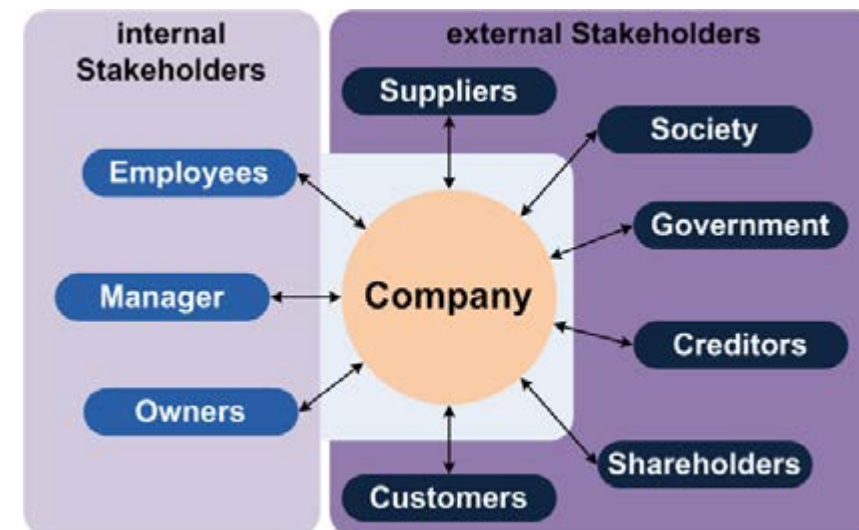 internal
Stakeholders
external Stakeholders
Suppliers
Society
Employees
Government
Manager
Company
Creditors
Owners
Shareholders
Customers